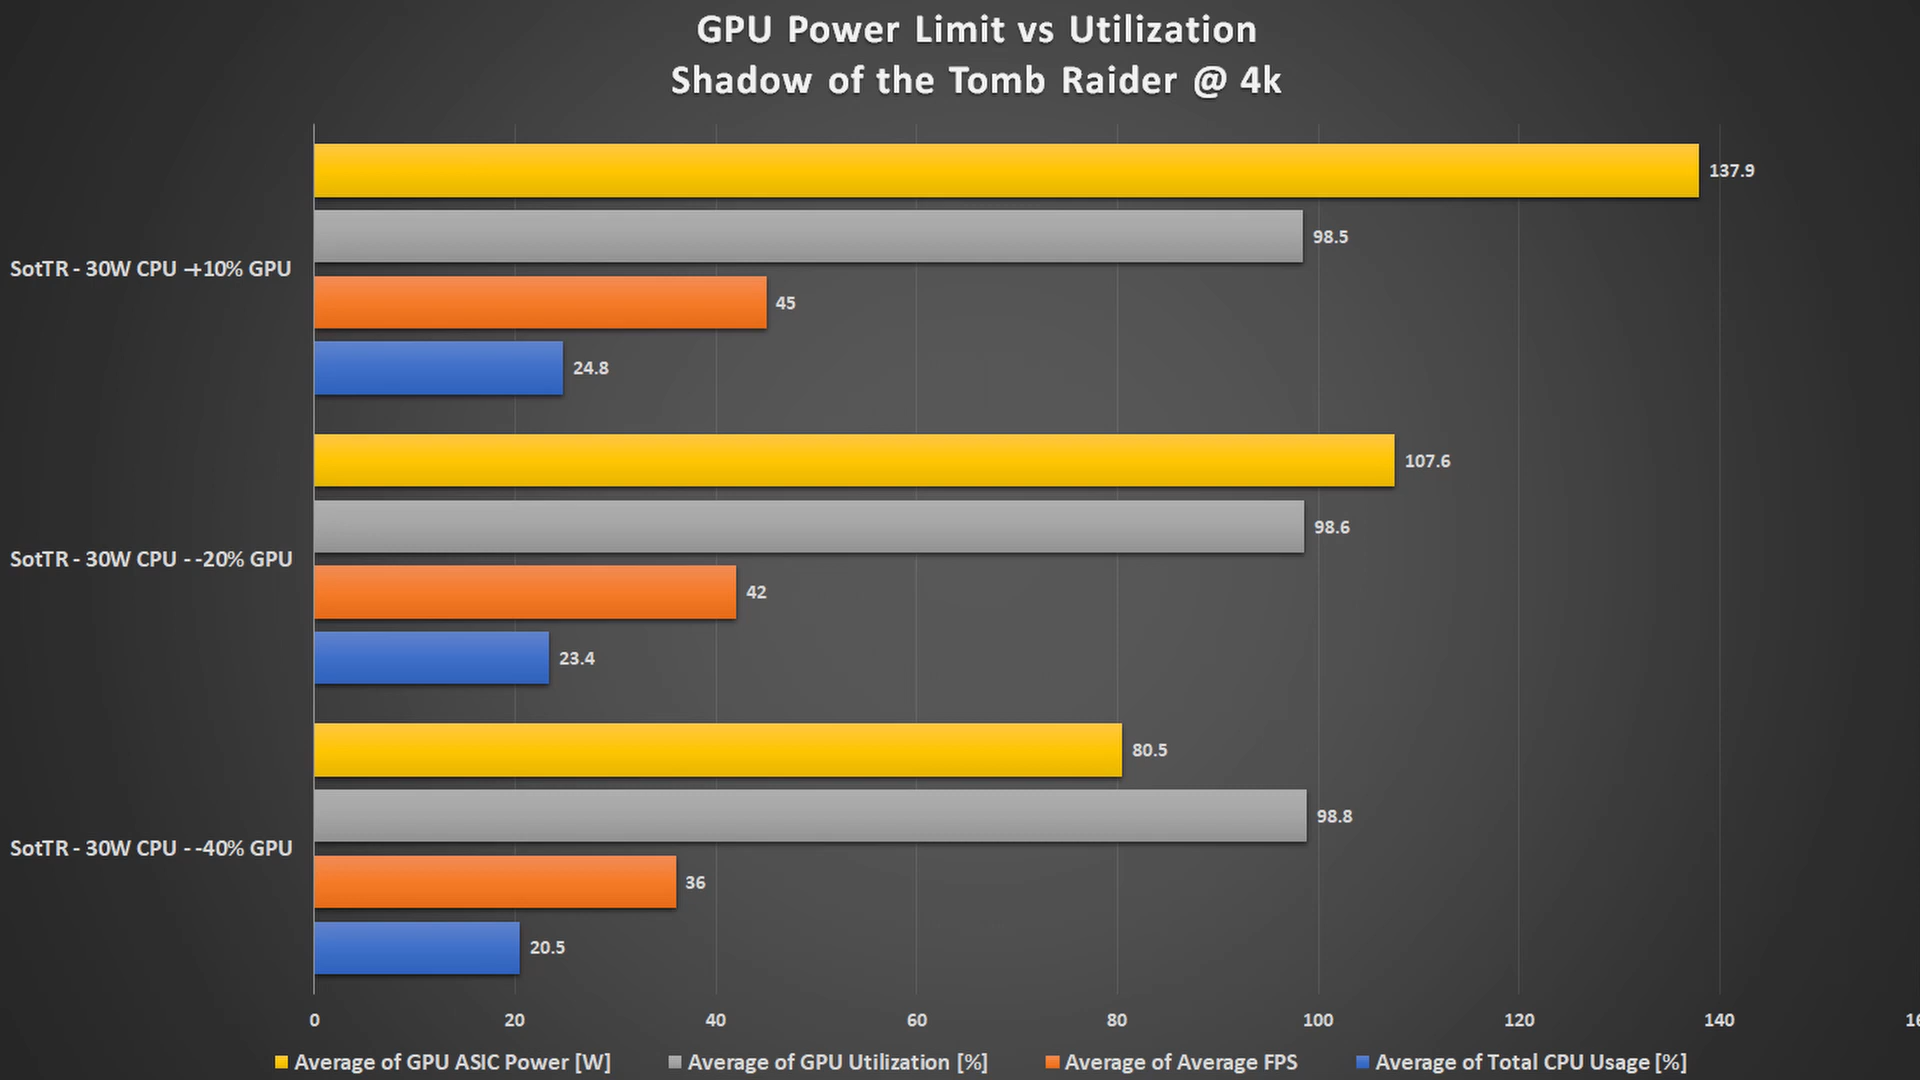 GPU Power Limit vs Utilization
Shadow of the Tomb Raider @ 4k
137.9
98.5
SotTR - 30W CPU -+10% GPU
45
24.8
107.6
98.6
SotTR - 30W CPU - -20% GPU
42
23.4
80.5
98.8
SotTR - 30W CPU - -40% GPU
36
20.5
0 20 40 60 80 100 120 140
Average of GPU ASIC Power [W] Average of GPU Utilization [%] Average of Average FPS Average of Total CPU Usage [%]